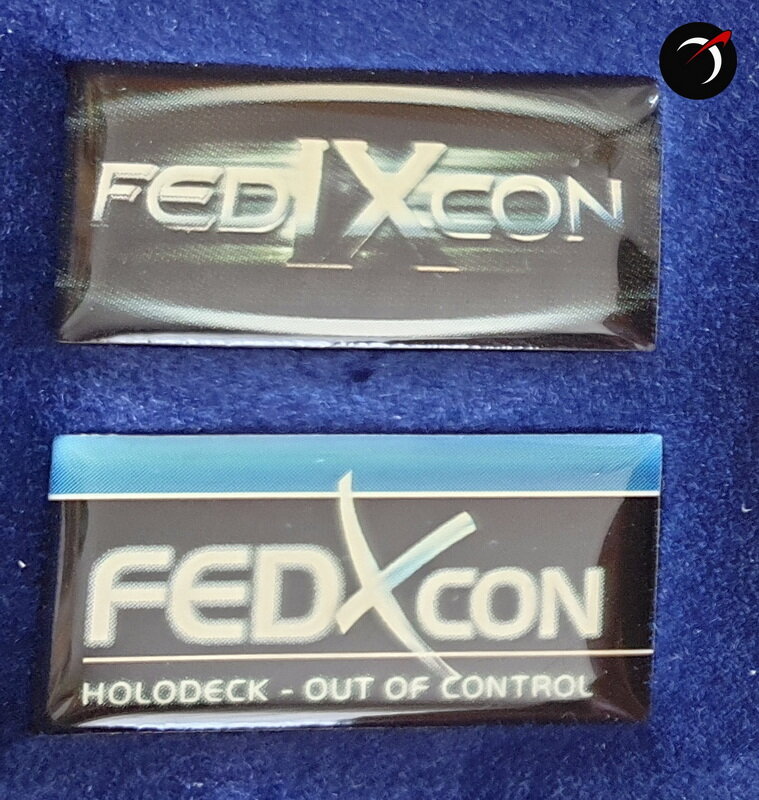 FEDIXCON
FEDXCON
HOLODECK - OUT OF CONTROL